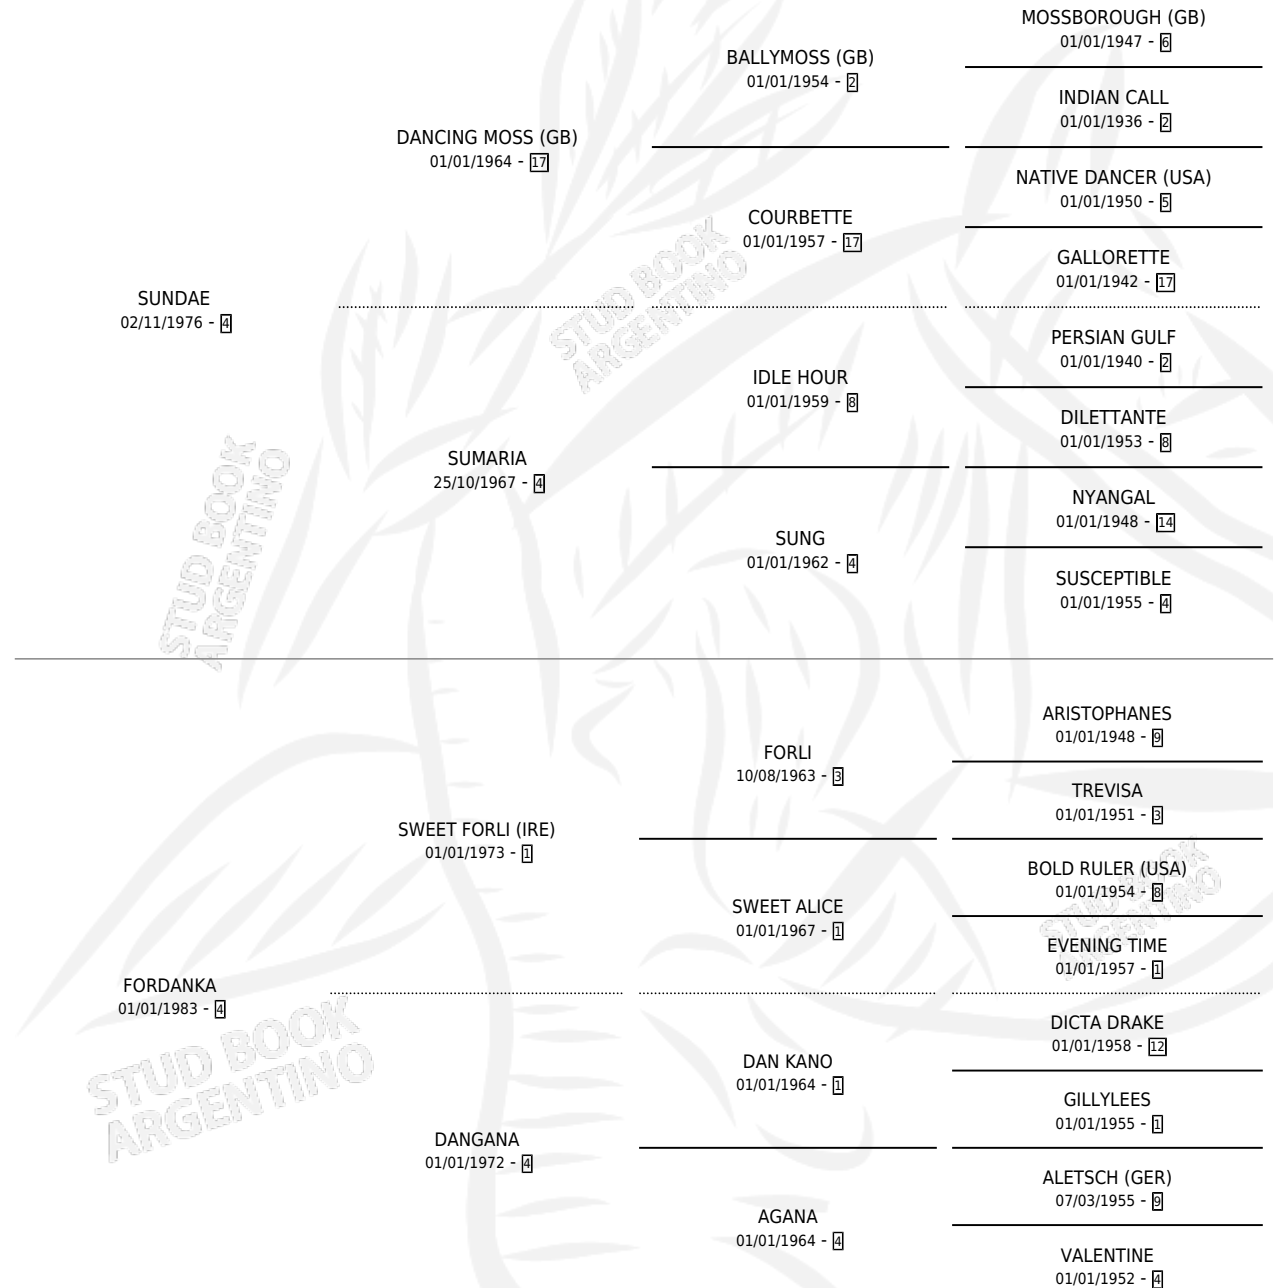 MOSSBOROUGH (GB)
01/01/1947 - 6
BALLYMOSS (GB)
01/01/1954 - 2
INDIAN CALL
01/01/1936 - 2
DANCING MOSS (GB)
01/01/1964 - 17
NATIVE DANCER (USA)
01/01/1950 - 5
COURBETTE
01/01/1957 - 17
GALLORETTE
01/01/1942 - 17
SUNDAE
02/11/1976 - 4
PERSIAN GULF
01/01/1940 - 2
IDLE HOUR
01/01/1959 - 8
DILETTANTE
01/01/1953 - 8
SUMARIA
25/10/1967 - 4
NYANGAL
01/01/1948 - 14
SUNG
01/01/1962 - 4
SUSCEPTIBLE
01/01/1955 - 4
STUD BOOK
ARGENTINO
STUD BOOK
ARGENTINO
ARISTOPHANES
01/01/1948 - 9
FORLI
10/08/1963 - 3
TREVISA
01/01/1951 - 3
SWEET FORLI (IRE)
01/01/1973 - 1
BOLD RULER (USA)
01/01/1954 - 8
SWEET ALICE
01/01/1967 - 1
EVENING TIME
01/01/1957 - 1
STUD BOOK
ARGENTINO
FORDANKA
01/01/1983 - 4
DICTA DRAKE
01/01/1958 - 12
DAN KANO
01/01/1964 - 1
GILLYLEES
01/01/1955 - 1
STUD BOOK
ARGENTINO
DANGANA
01/01/1972 - 4
ALETSCH (GER)
07/03/1955 - 9
AGANA
01/01/1964 - 4
VALENTINE
01/01/1952 - 4